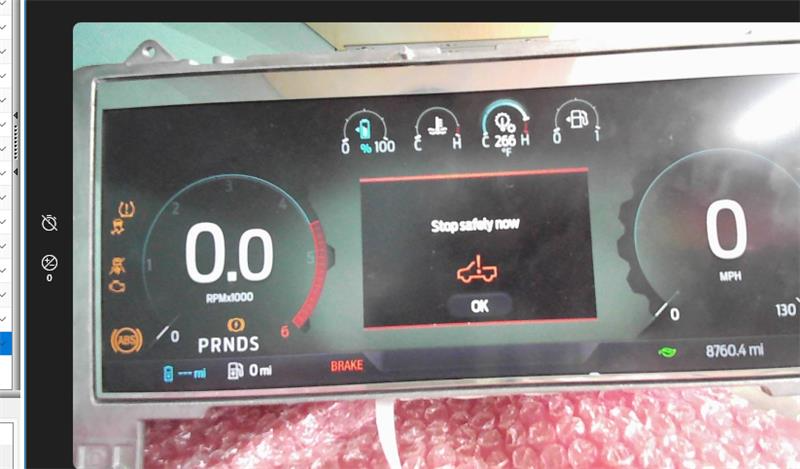 0 % 100
C H
C 266 H
°F
0 1
Stop safely now
OK
1 2 3 4 5 6
0.0
RPMx1000
0
PRNDS
ABS
0
MPH
0
130
--- mi
0 mi
BRAKE
8760.4 mi
0